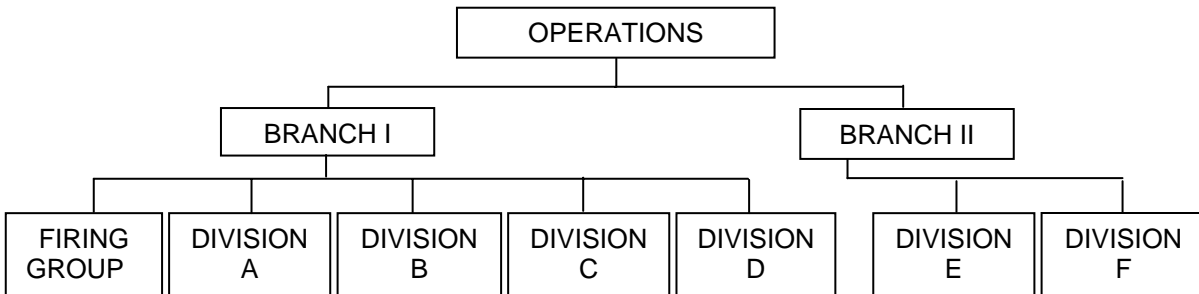 OPERATIONS
BRANCH I
BRANCH II
FIRING
GROUP
DIVISION
A
DIVISION
B
DIVISION
C
DIVISION
D
DIVISION
E
DIVISION
F